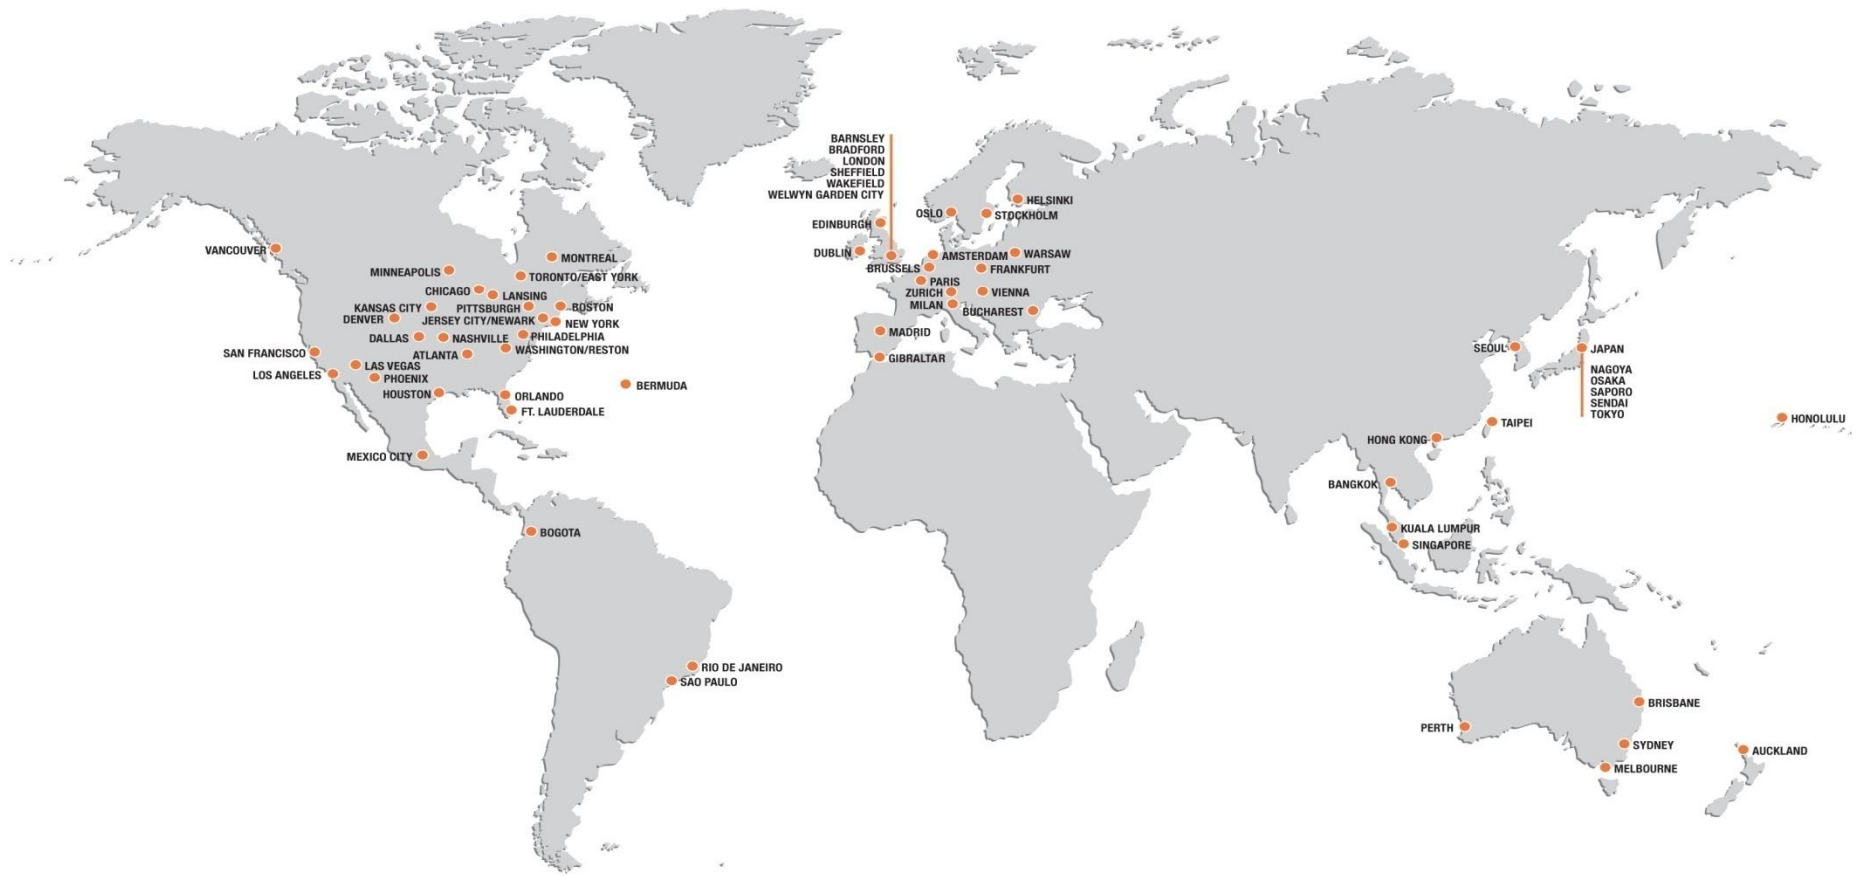 BARNSLEY
BRADFORD
LONDON
SHEFFIELD
WAKEFIELD
WELWYN GARDEN CITY
HELSINKI
OSLO
STOCKHOLM
EDINBURGH
VANCOUVER
DUBLIN
AMSTERDAM
WARSAW
MONTREAL
MINNEAPOLIS
BRUSSELS
FRANKFURT
TORONTO/EAST YORK
PARIS
CHICAGO
LANSING
ZURICH
VIENNA
KANSAS CITY
PITTSBURGH
BOSTON
MILAN
BUCHAREST
DENVER
JERSEY CITY/NEWARK
NEW YORK
MADRID
DALLAS
NASHVILLE
PHILADELPHIA
SEOUL
JAPAN
WASHINGTON/RESTON
SAN FRANCISCO
ATLANTA
GIBRALTAR
LAS VEGAS
NAGOYA
LOS ANGELES
PHOENIX
OSAKA
BERMUDA
SAPORO
HOUSTON
ORLANDO
SENDAI
FT. LAUDERDALE
TOKYO
HONOLULU
TAIPEI
HONG KONG
MEXICO CITY
BANGKOK
KUALA LUMPUR
BOGOTA
SINGAPORE
RIO DE JANEIRO
SAO PAULO
BRISBANE
PERTH
SYDNEY
AUCKLAND
MELBOURNE